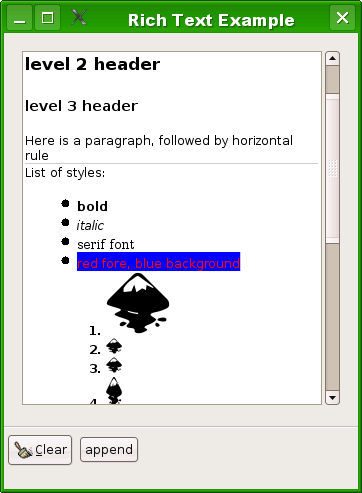 Rich Text Example
level 2 header
level 3 header
Here is a paragraph, followed by horizontal
rule
List of styles:
bold
italic
serif font
red fore, blue background
1.
2.
3.
4.
Clear
append